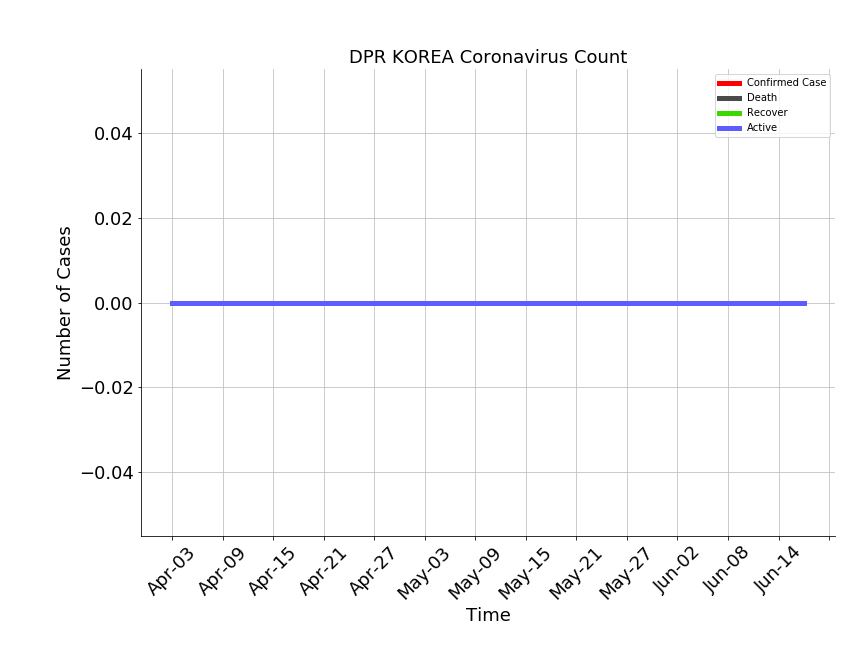 DPR KOREA Coronavirus Count
Confirmed Case
Death
Recover
Active
Number of Cases
0.04
0.02
0.00
−0.02
−0.04
Apr-03
Apr-09
Apr-15
Apr-21
Apr-27
May-03
May-09
May-15
May-21
May-27
Jun-02
Jun-08
Jun-14
Time